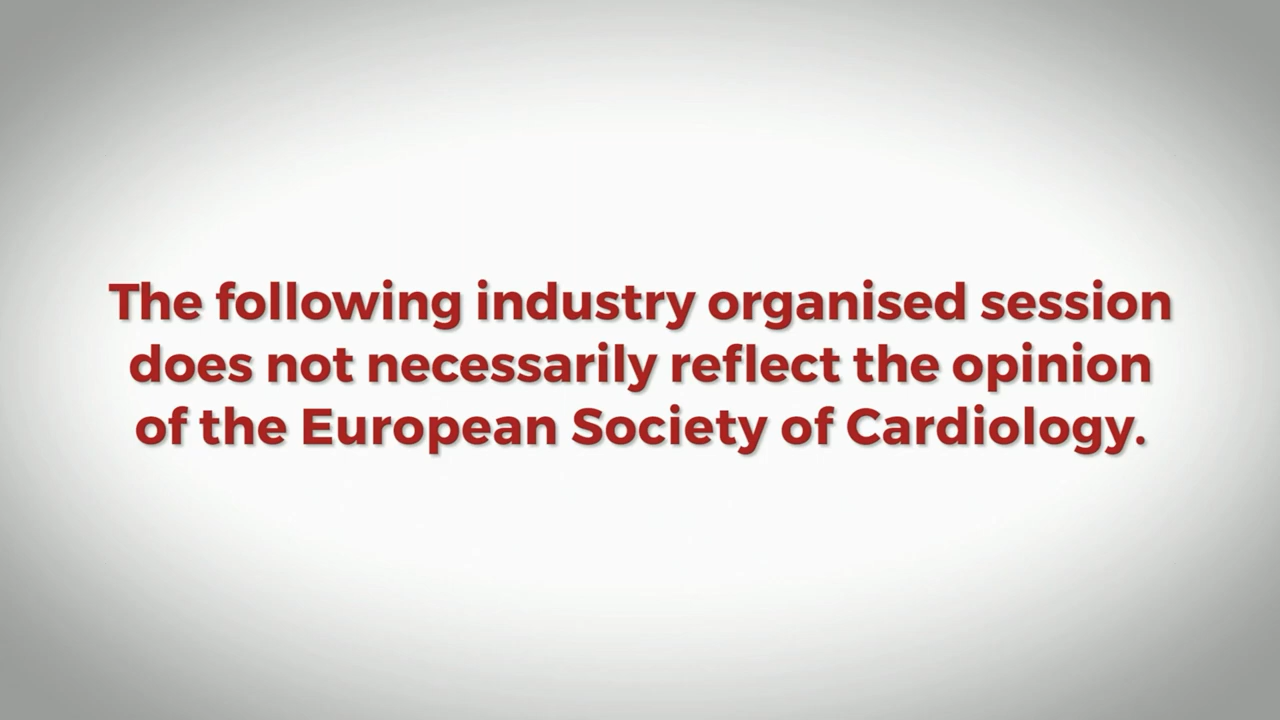 The following industry organised session
does not necessarily reflect the opinion
of the European Society of Cardiology.